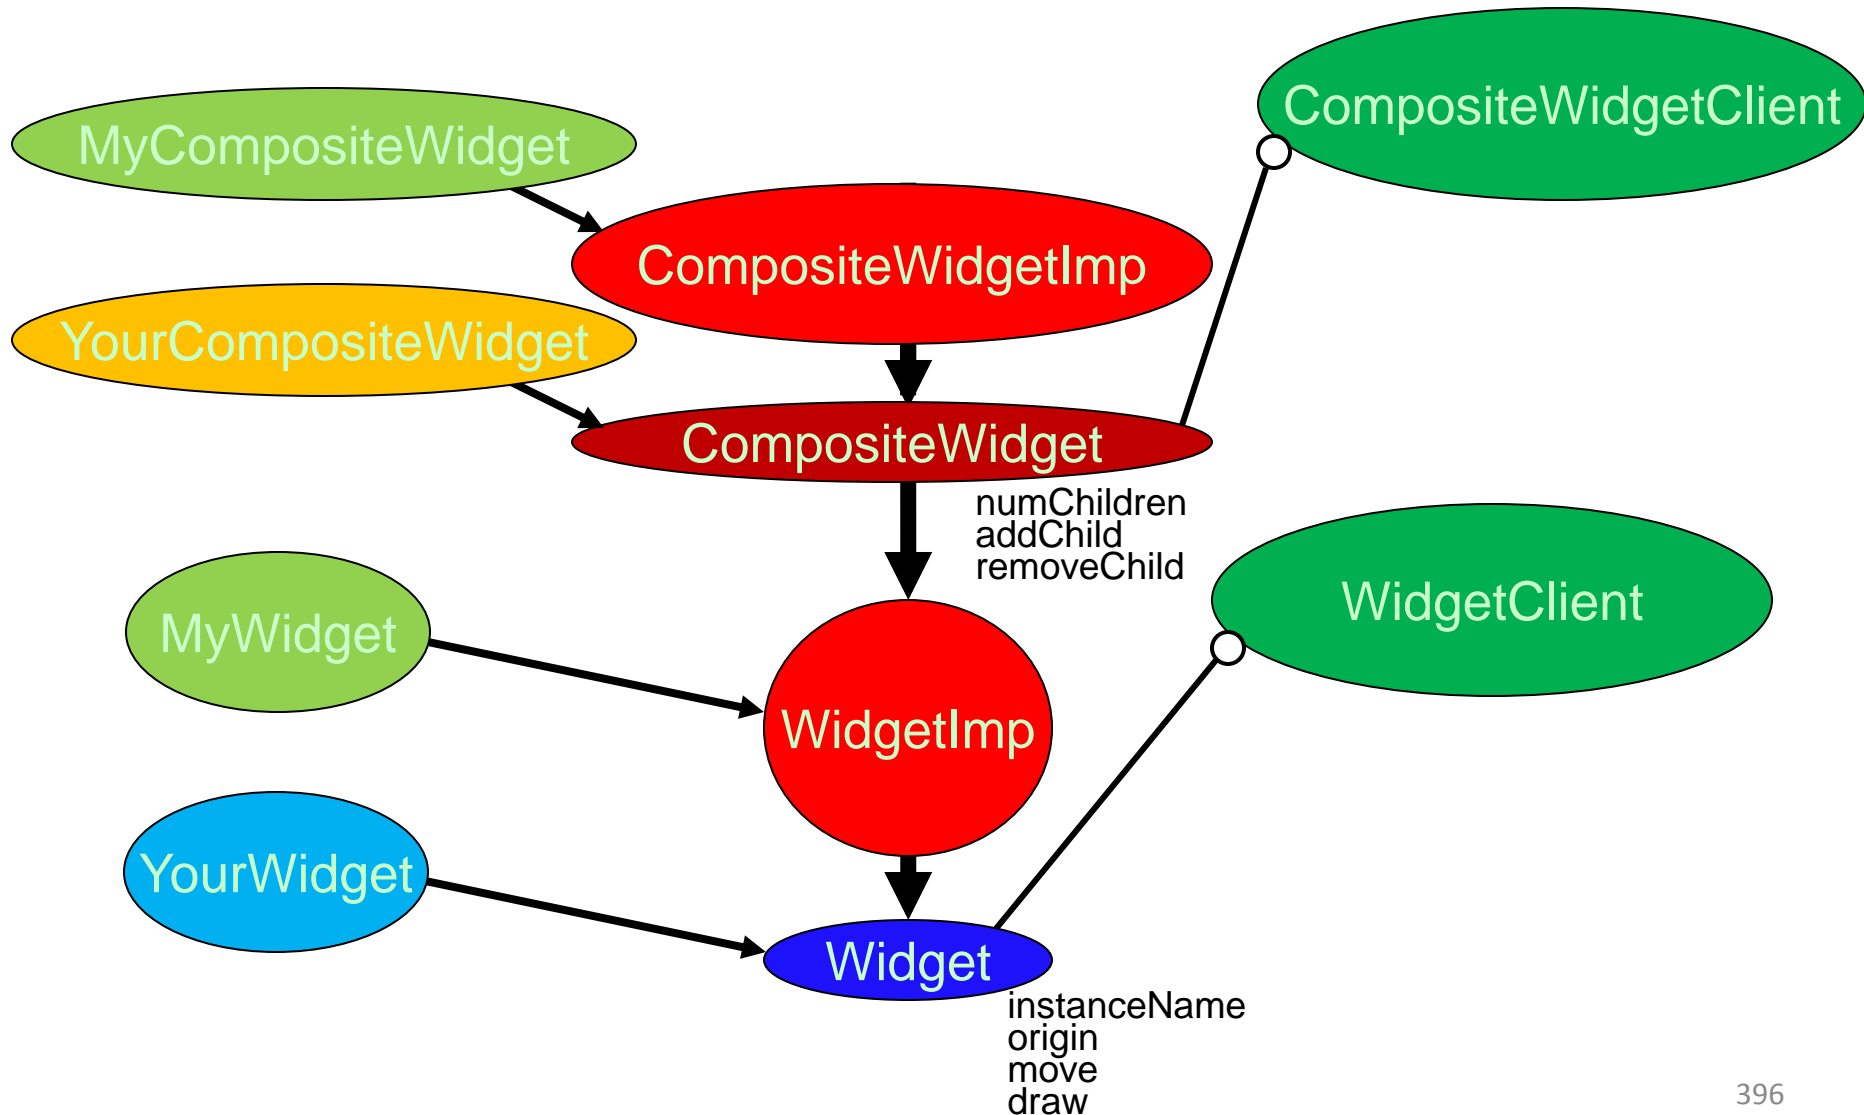 CompositeWidgetClient
MyCompositeWidget
CompositeWidgetImp
YourCompositeWidget
CompositeWidget
numChildren
addChild
removeChild
WidgetClient
MyWidget
WidgetImp
YourWidget
Widget
instanceName
origin
move
draw
396